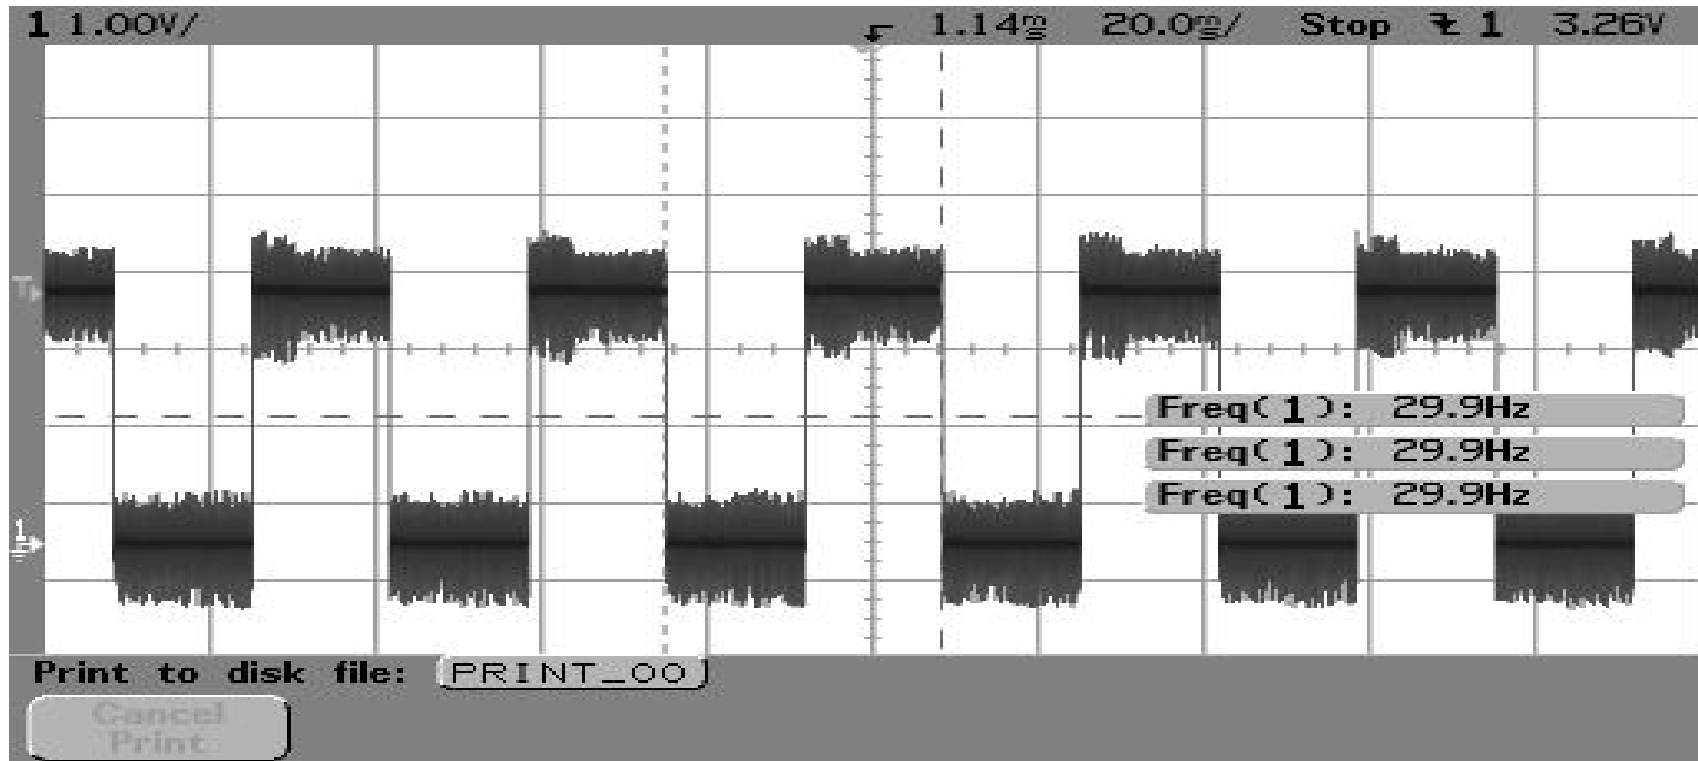 1 1.00V/ 1.14ms 20.0ms/ Stop 1 3.26V
T
1
Freq(1): 29.9Hz
Freq(1): 29.9Hz
Freq(1): 29.9Hz
Print to disk file: PRINT_00
Cancel
Print